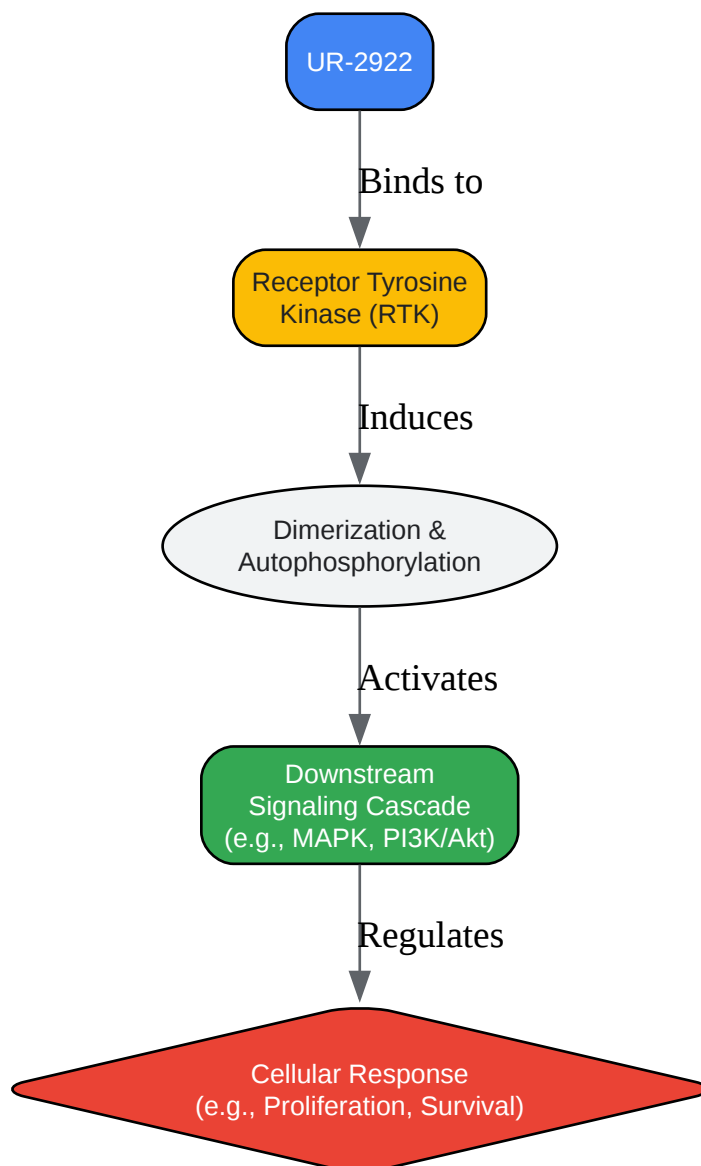 UR-2922
Binds to
Receptor Tyrosine
Kinase (RTK)
Induces
Dimerization &
Autophosphorylation
Activates
Downstream
Signaling Cascade
(e.g., MAPK, PI3K/Akt)
Regulates
Cellular Response
(e.g., Proliferation, Survival)